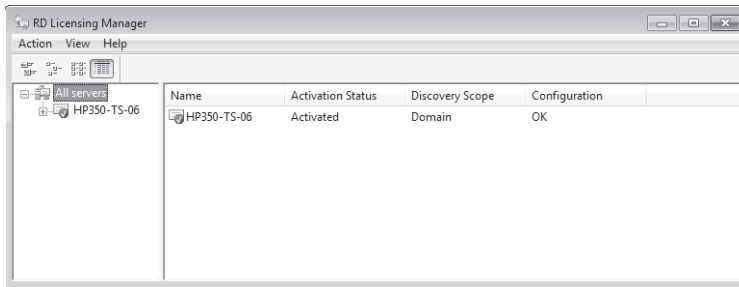 RD Licensing Manager
Action View Help
All servers
HP350-TS-06
Name Activation Status Discovery Scope Configuration
HP350-TS-06 Activated Domain OK